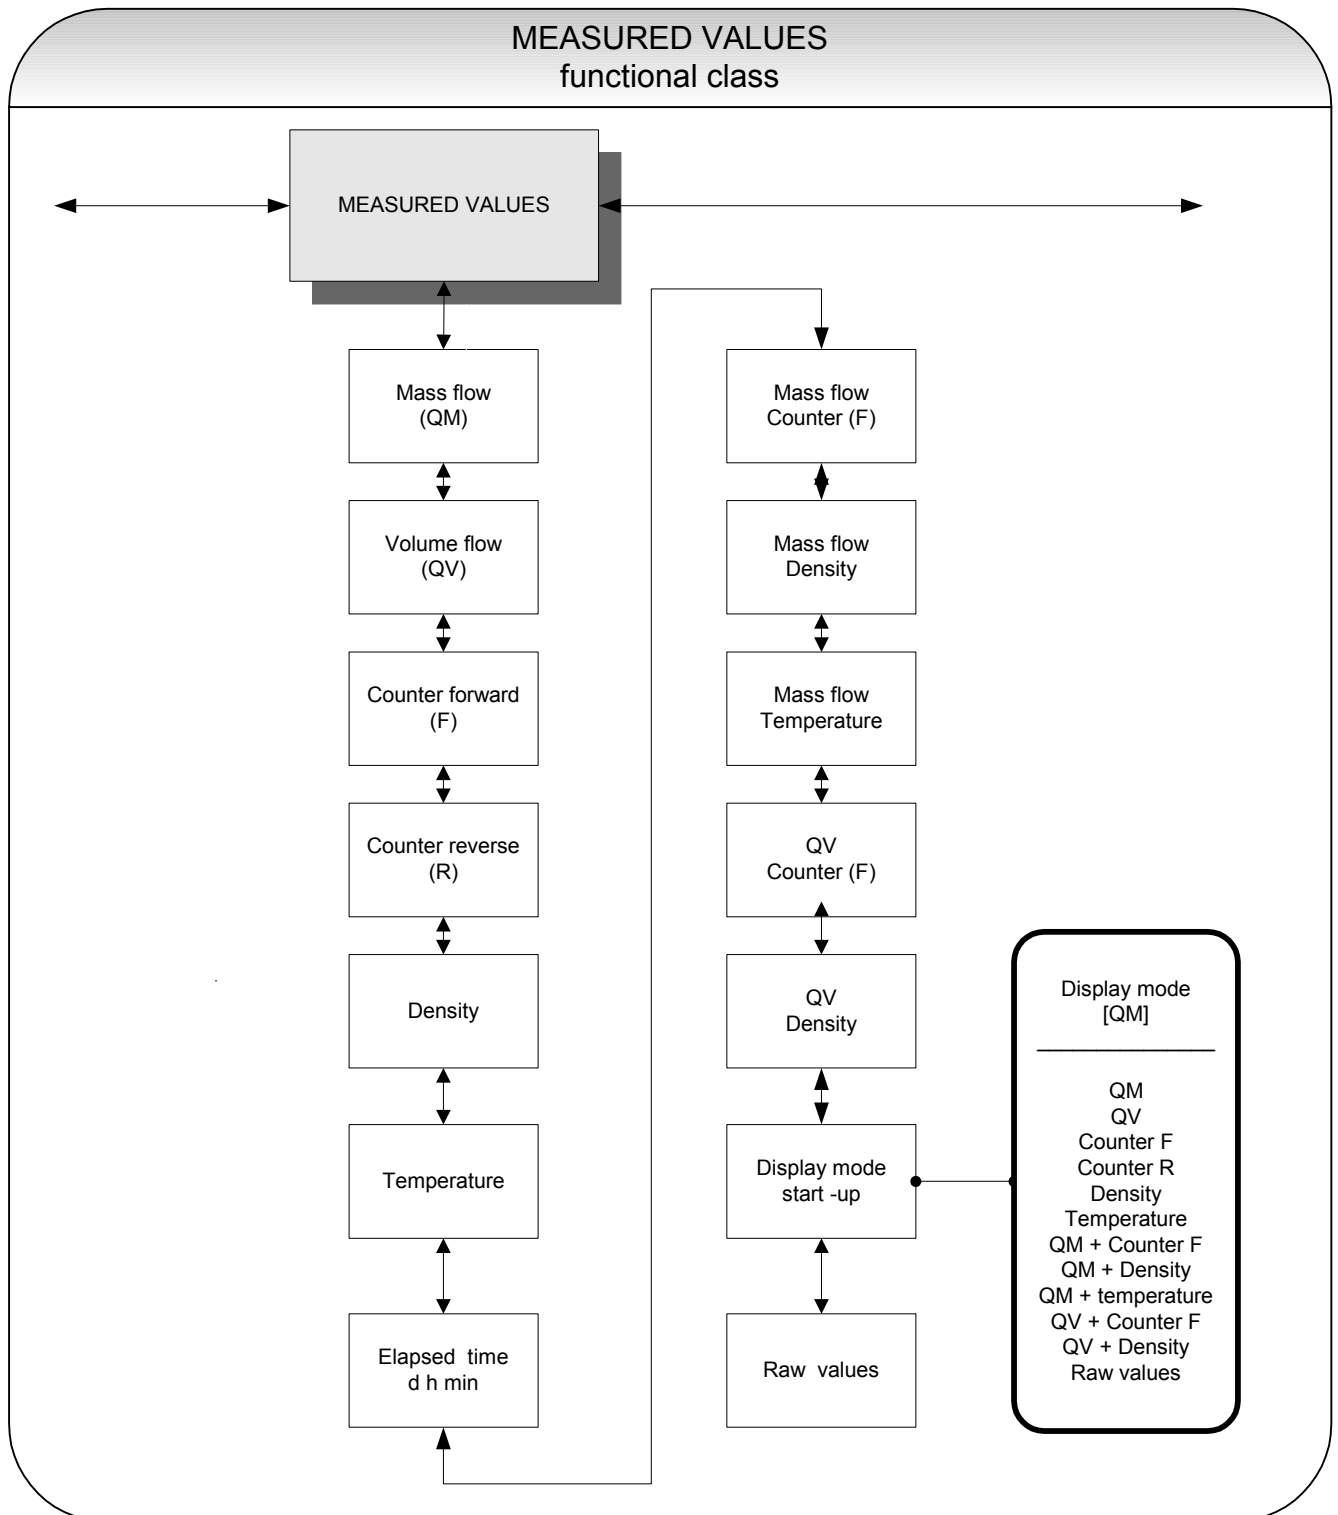 MEASURED VALUES
functional class
MEASURED VALUES
Mass flow
(QM)
Volume flow
(QV)
Counter forward
(F)
Counter reverse
(R)
Density
Temperature
Elapsed time
d h min
Mass flow
Counter (F)
Mass flow
Density
Mass flow
Temperature
QV
Counter (F)
QV
Density
Display mode
start -up
Raw values
Display mode
[QM]
QM
QV
Counter F
Counter R
Density
Temperature
QM + Counter F
QM + Density
QM + temperature
QV + Counter F
QV + Density
Raw values